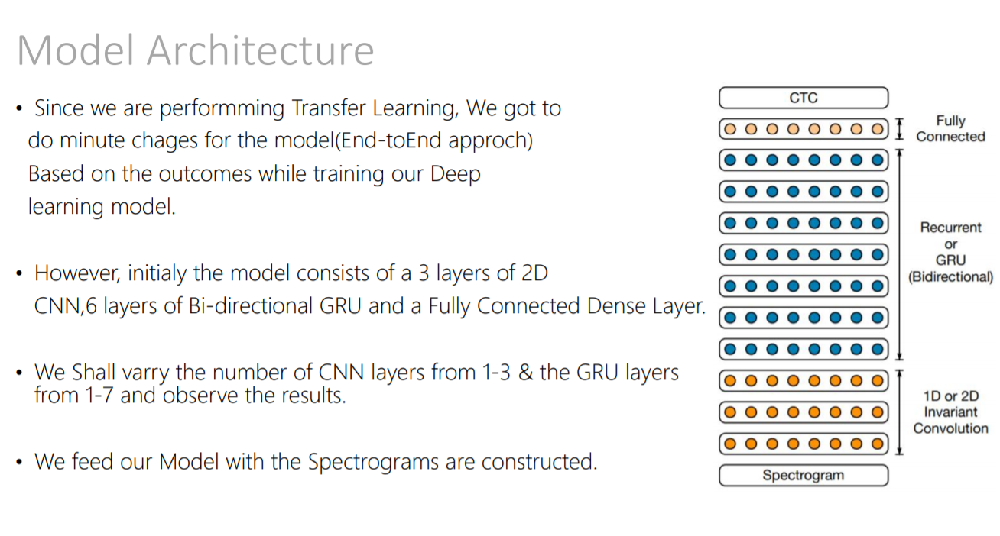 Model Architecture
• Since we are performming Transfer Learning, We got to
do minute chages for the model(End-toEnd approch)
Based on the outcomes while training our Deep
learning model.
• However, initialy the model consists of a 3 layers of 2D
CNN,6 layers of Bi-directional GRU and a Fully Connected Dense Layer.
• We Shall varry the number of CNN layers from 1-3 & the GRU layers
from 1-7 and observe the results.
• We feed our Model with the Spectrograms are constructed.
CTC
Fully
Connected
Recurrent
or
GRU
(Bidirectional)
1D or 2D
Invariant
Convolution
Spectrogram